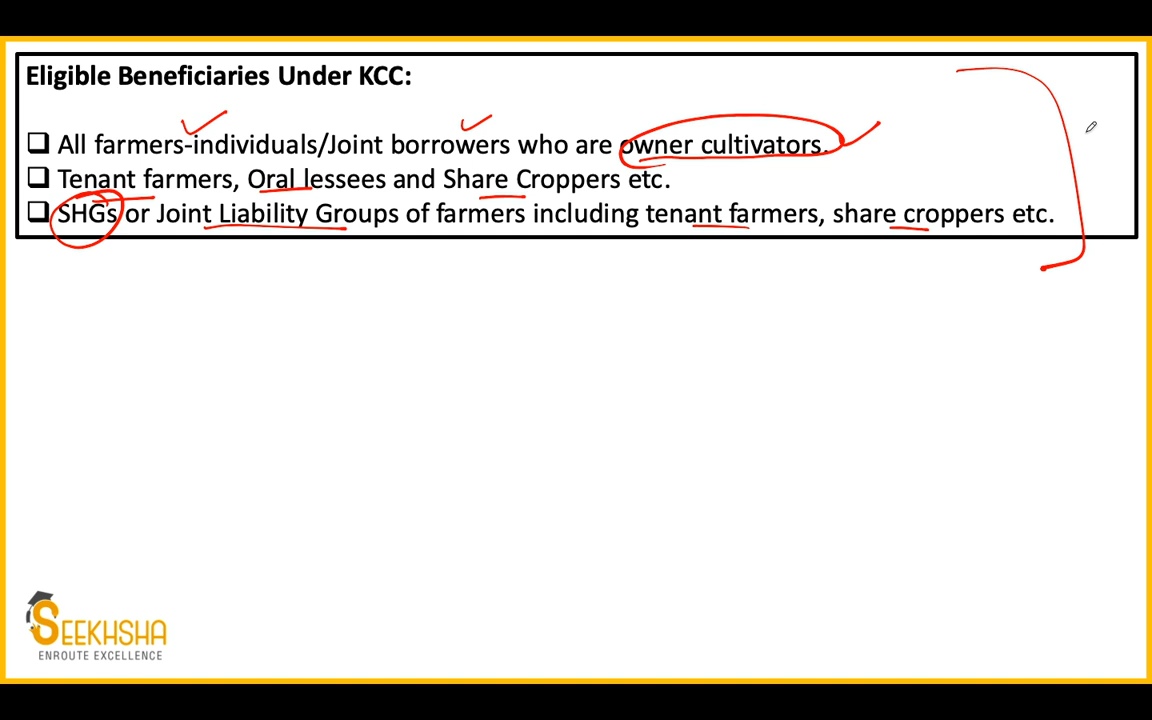 Eligible Beneficiaries Under KCC:
❑ All farmers-individuals/Joint borrowers who are owner cultivators.
❑ Tenant farmers, Oral lessees and Share Croppers etc.
❑ SHGs or Joint Liability Groups of farmers including tenant farmers, share croppers etc.
SEEKHSHA
ENROUTE EXCELLENCE